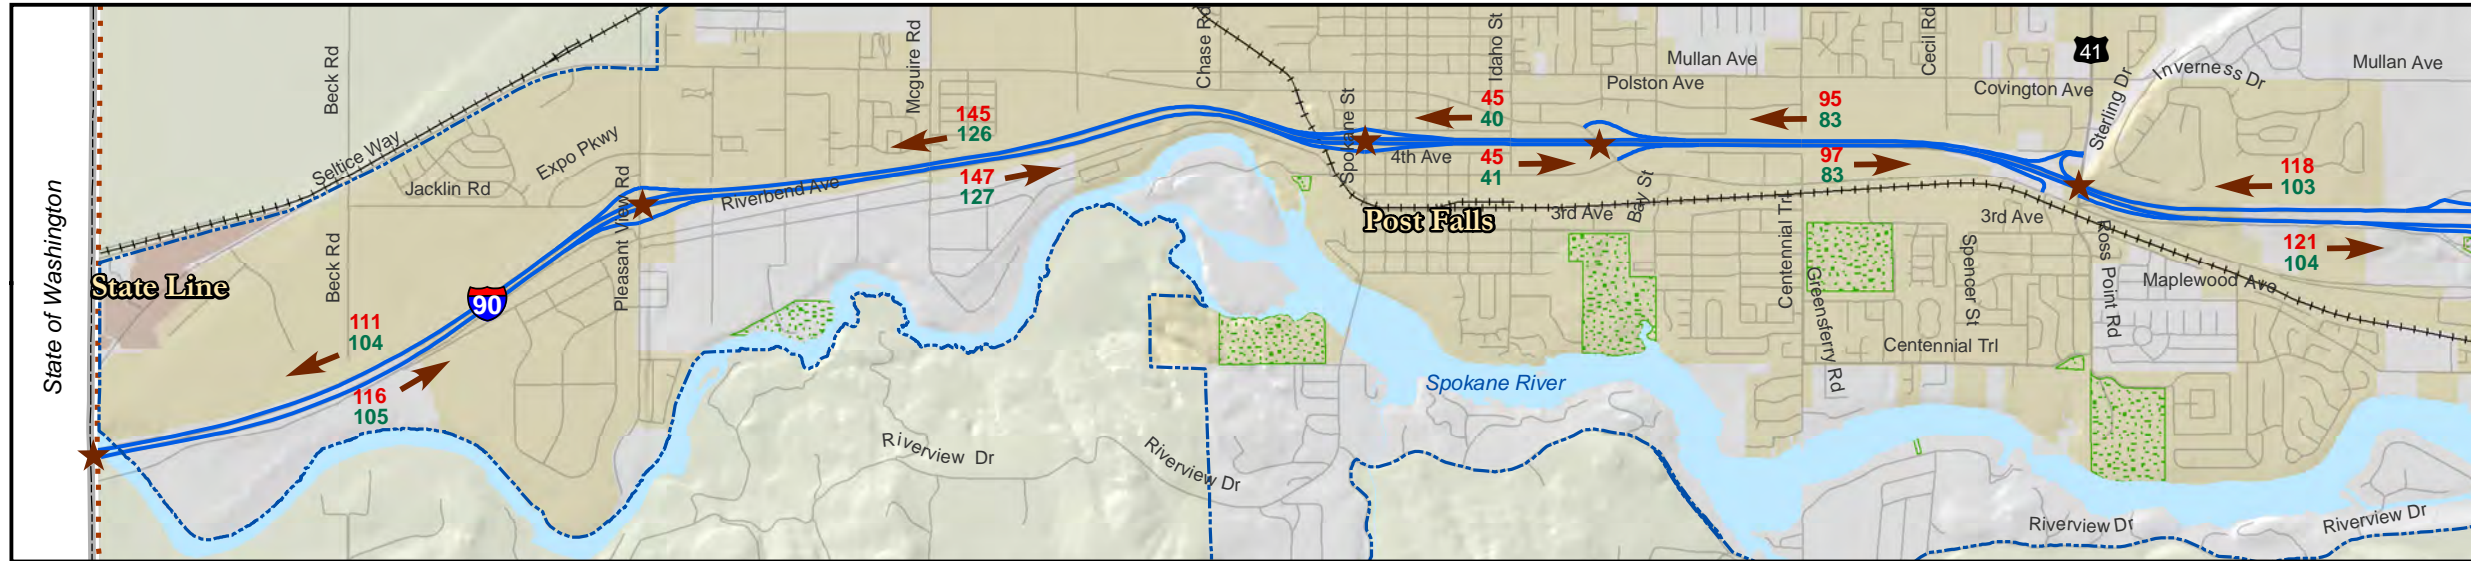 State of Washington
State Line
Beck Rd
Seltice Way
Jacklin Rd
Expo Pkwy
Beck Rd
Pleasant View Rd
90
111
104
116
105
Mcguire Rd
145
126
147
127
Riverbend Ave
Chase Rd
Spokane St
Idaho St
45
40
4th Ave
45
41
Post Falls
3rd Ave
Bay St
Mullan Ave
Polston Ave
95
83
97
83
Cecil Rd
Covington Ave
41
Sterling Dr
Inverness Dr
Mullan Ave
118
103
121
104
3rd Ave
Centennial Trl
Greensferry Rd
Spencer St
Ross Point Rd
Maplewood Ave
Centennial Trl
Spokane River
Riverview Dr
Riverview Dr
Riverview Dr
Riverview Dr